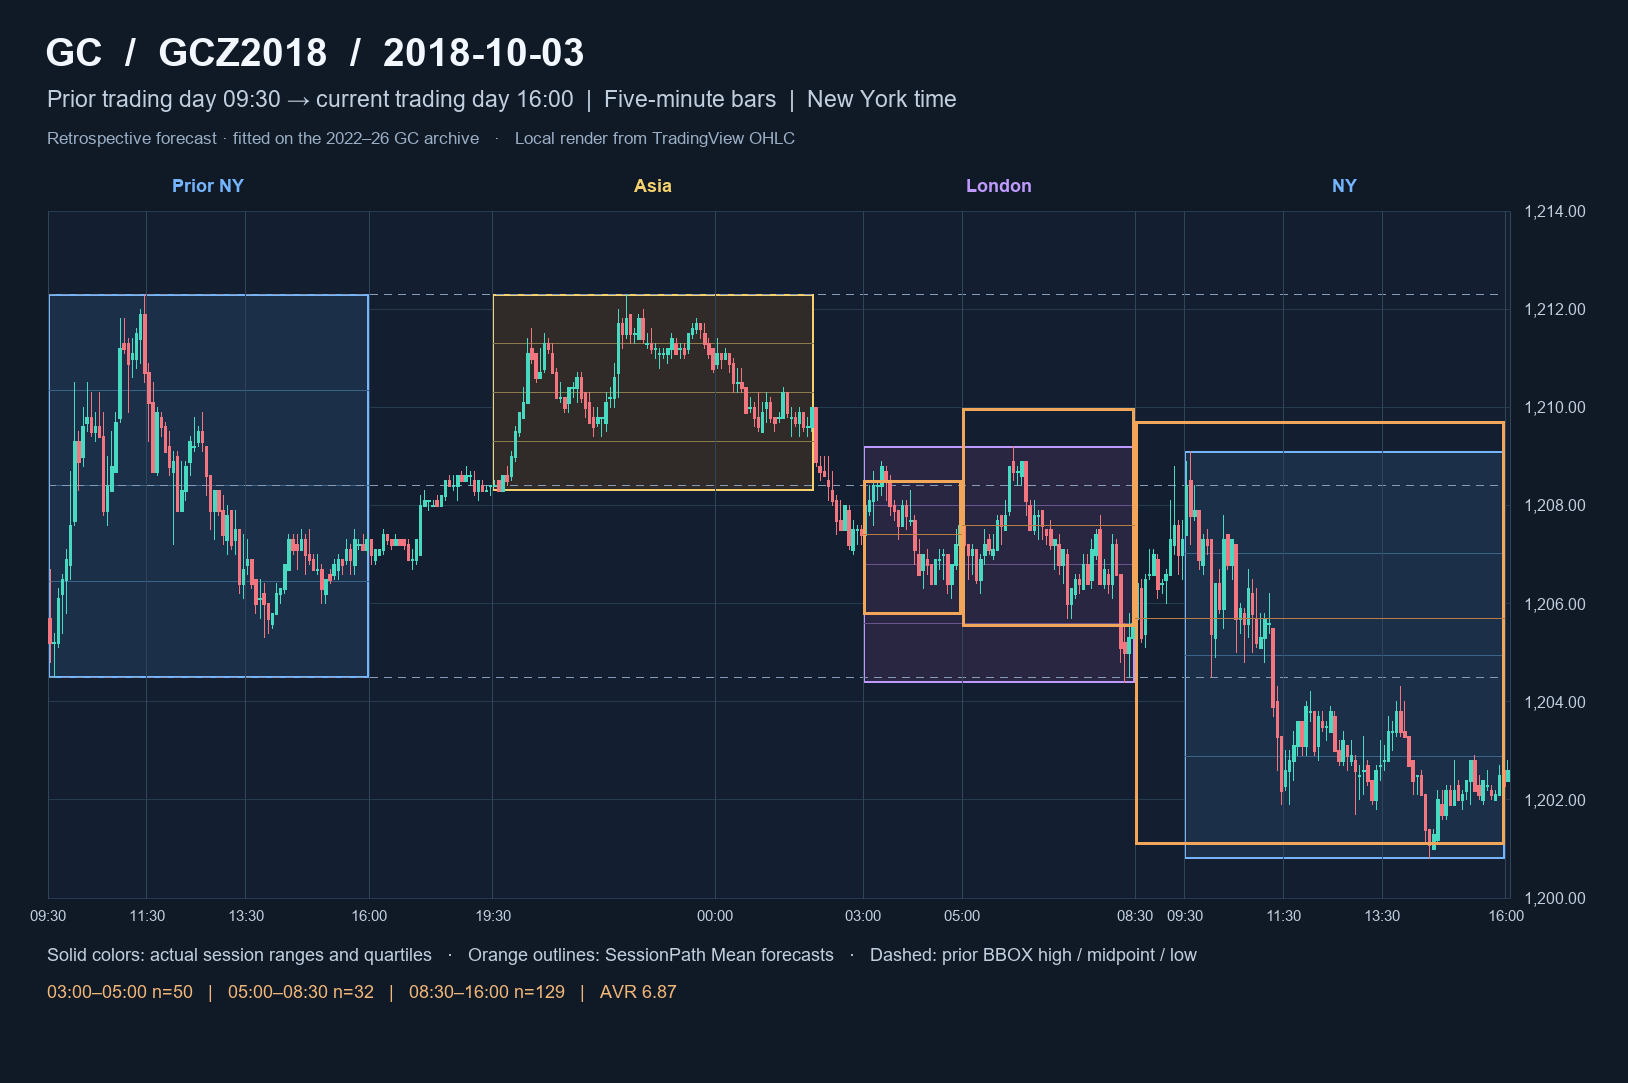 GC / GCZ2018 / 2018-10-03
Prior trading day 09:30 → current trading day 16:00 | Five-minute bars | New York time
Retrospective forecast · fitted on the 2022–26 GC archive · Local render from TradingView OHLC
Prior NY Asia London NY
1,214.00
1,212.00
1,210.00
1,208.00
1,206.00
1,204.00
1,202.00
1,200.00
09:30 11:30 13:30 16:00 19:30 00:00 03:00 05:00 08:30 09:30 11:30 13:30 16:00
Solid colors: actual session ranges and quartiles · Orange outlines: SessionPath Mean forecasts · Dashed: prior BBOX high / midpoint / low
03:00–05:00 n=50 | 05:00–08:30 n=32 | 08:30–16:00 n=129 | AVR 6.87